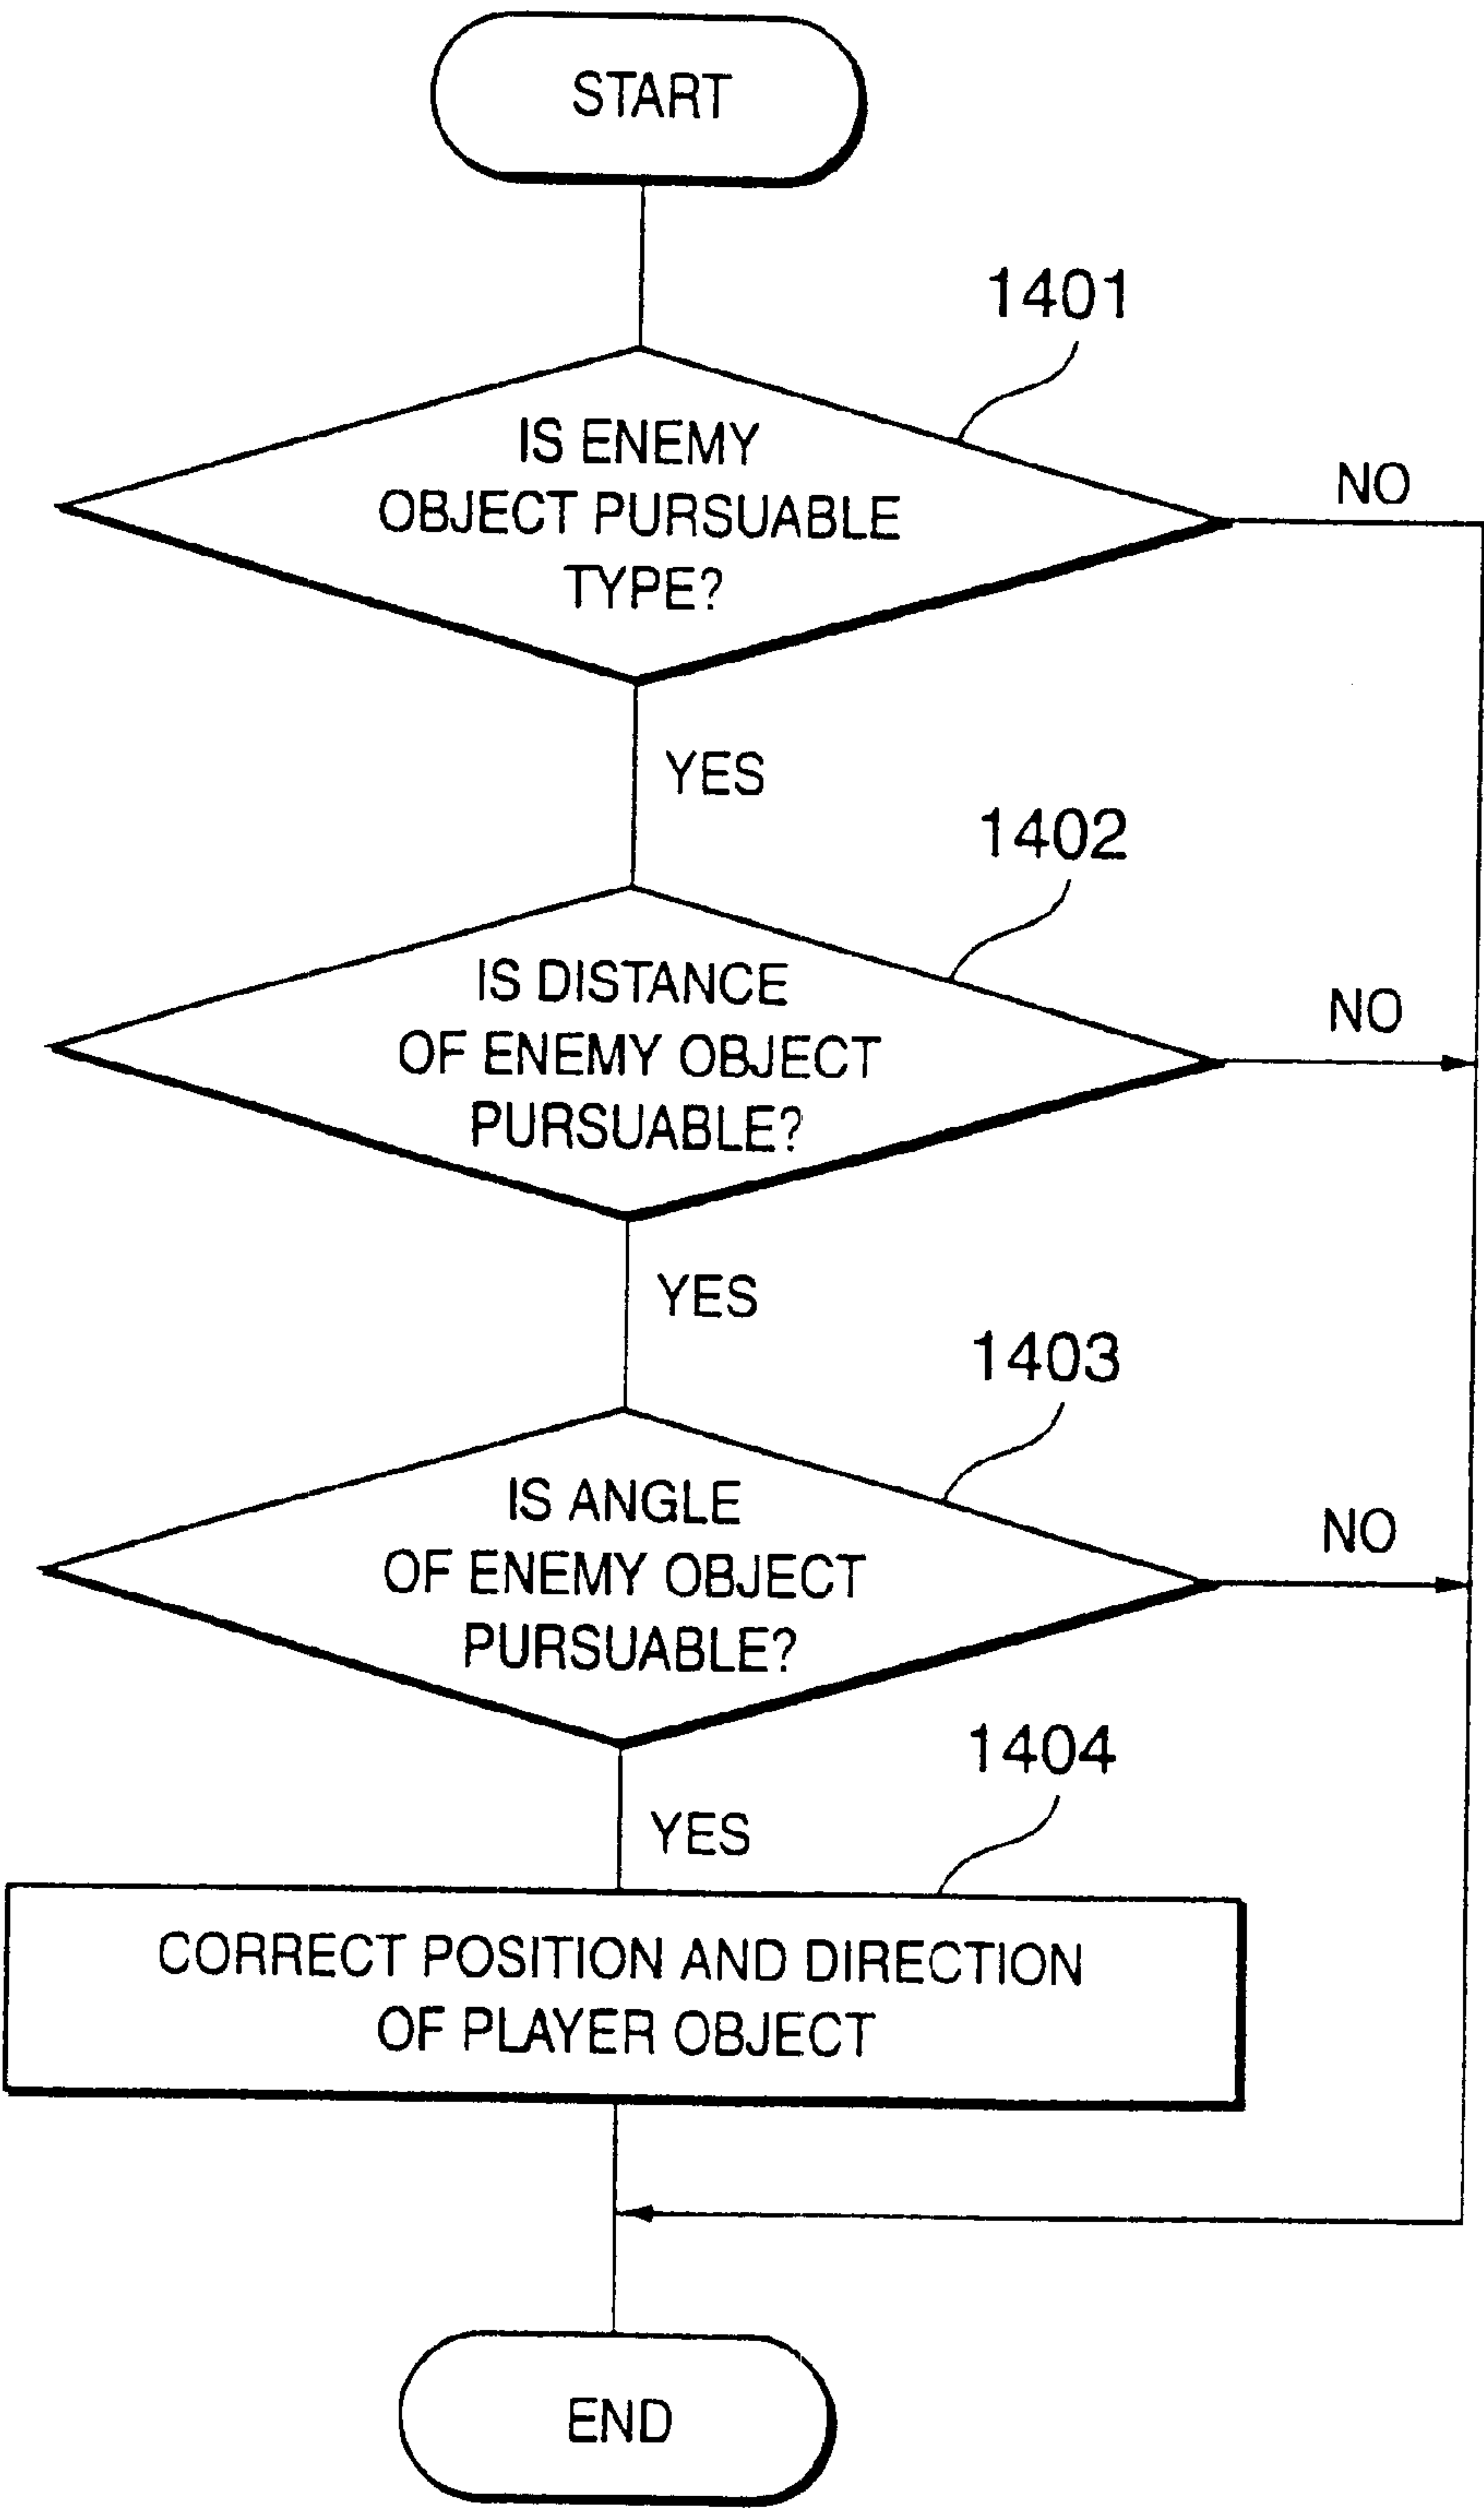 START
1401
IS ENEMY
OBJECT PURSUABLE
TYPE?
NO
YES
1402
IS DISTANCE
OF ENEMY OBJECT
PURSUABLE?
NO
YES
1403
IS ANGLE
OF ENEMY OBJECT
PURSUABLE?
NO
YES
1404
CORRECT POSITION AND DIRECTION
OF PLAYER OBJECT
END